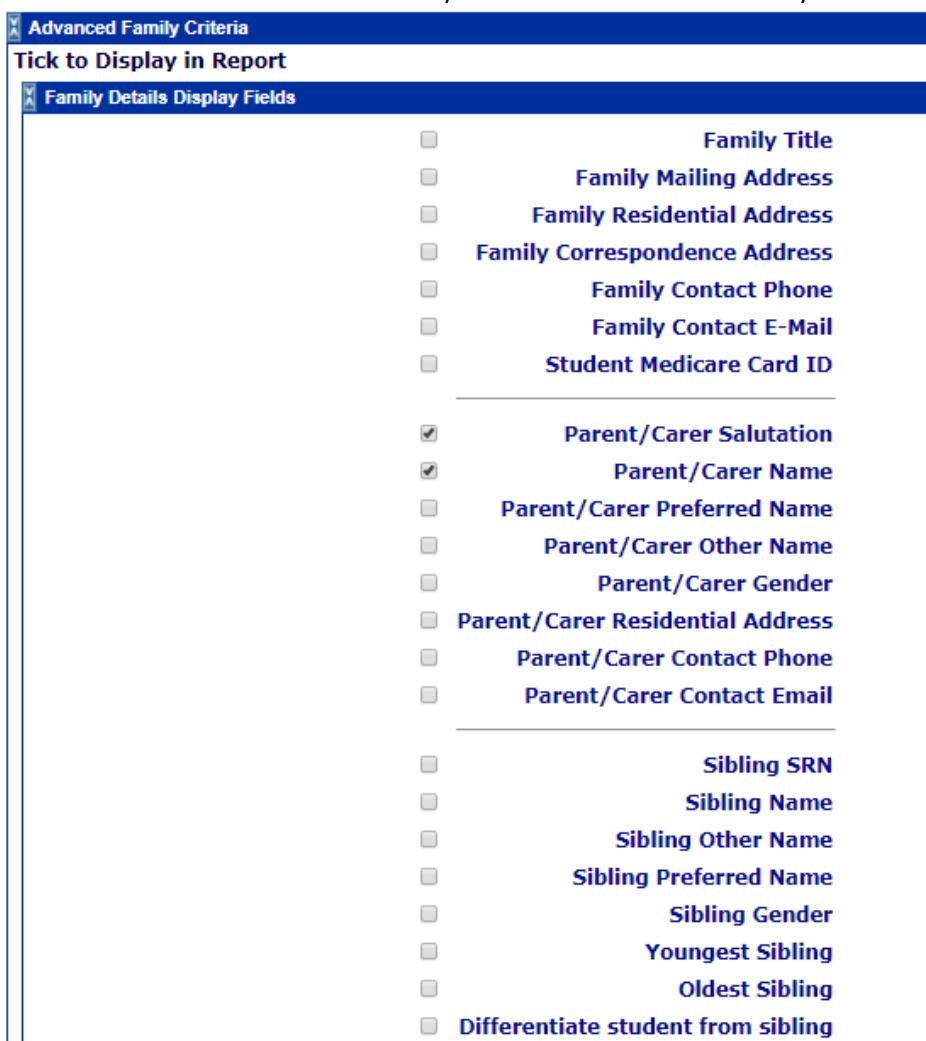 Advanced Family Criteria
Tick to Display in Report
Family Details Display Fields
Family Title
Family Mailing Address
Family Residential Address
Family Correspondence Address
Family Contact Phone
Family Contact E-Mail
Student Medicare Card ID
Parent/Carer Salutation
Parent/Carer Name
Parent/Carer Preferred Name
Parent/Carer Other Name
Parent/Carer Gender
Parent/Carer Residential Address
Parent/Carer Contact Phone
Parent/Carer Contact Email
Sibling SRN
Sibling Name
Sibling Other Name
Sibling Preferred Name
Sibling Gender
Youngest Sibling
Oldest Sibling
Differentiate student from sibling